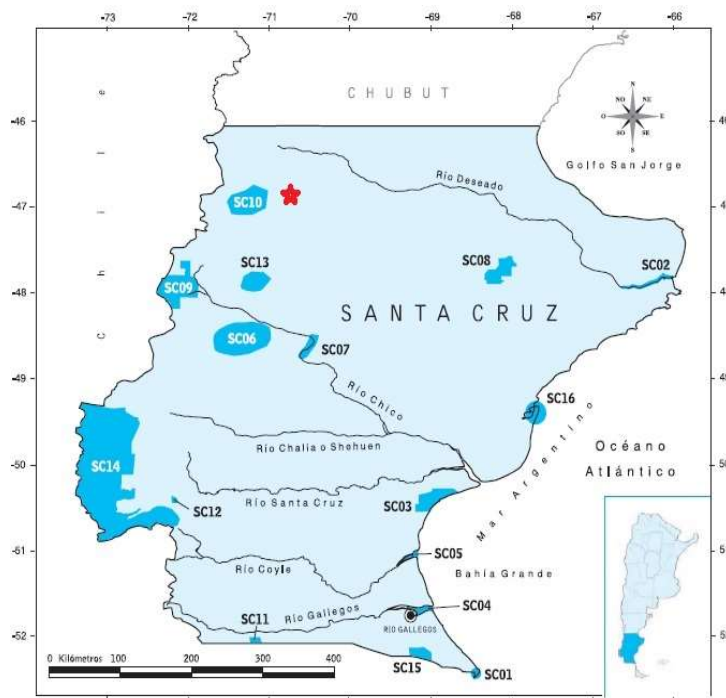 -73 -72 -71 -70 -69 -68 -67 -66
CHUBUT
N
NO NE
O E
SO SE
S
-46
Golfo San Jorge
Río Deseado
-47
SC10
Chile
SC13
SC08
SC02
-48
SC09
SANTA CRUZ
SC06
SC07
-49
Río Chico
SC16
Mar Argentino
Océano
Atlántico
Río Chalia o Shehuen
-50
SC14
SC12
Río Santa Cruz
SC03
-51
SC05
Río Coyle
Bahía Grande
Río Gallegos
SC04
SC11
RÍO GALLEGOS
-52
0 Kilómetros 100 200 300 400
SC15
SC01